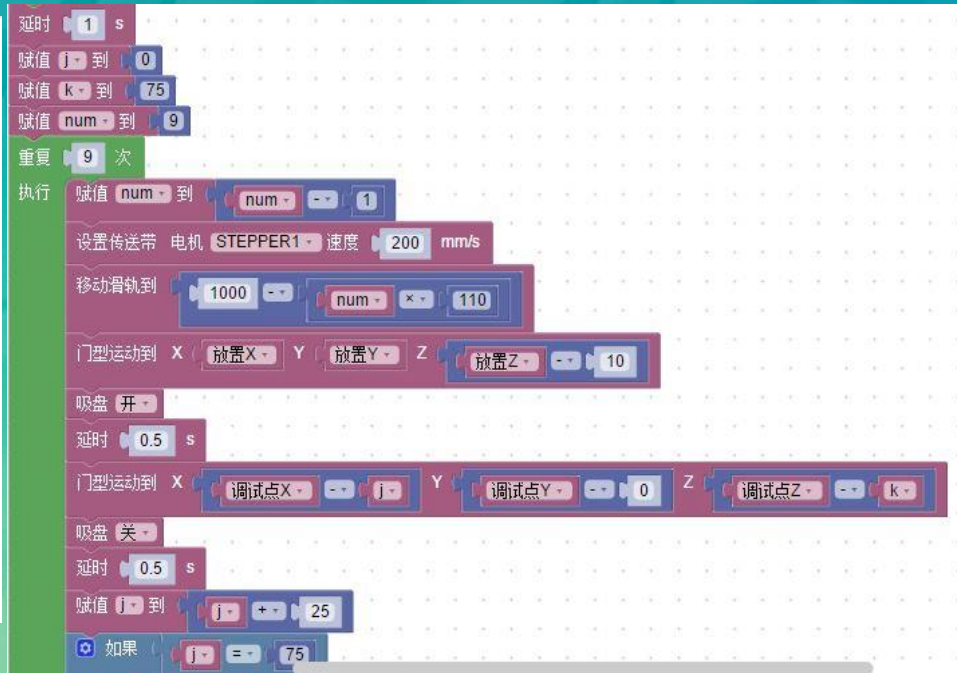 延时 1 s
赋值 j 到 0
赋值 k 到 75
赋值 num 到 9
重复 9 次
执行 赋值 num 到 num - 1
设置传送带 电机 STEPPER1 速度 200 mm/s
移动滑轨到 1000 - num × 110
门型运动到 X 放置X Y 放置Y Z 放置Z - 10
吸盘 开
延时 0.5 s
门型运动到 X 调试点X - j Y 调试点Y - 0 Z 调试点Z - k
吸盘 关
延时 0.5 s
赋值 j 到 j + 25
如果 j = 75